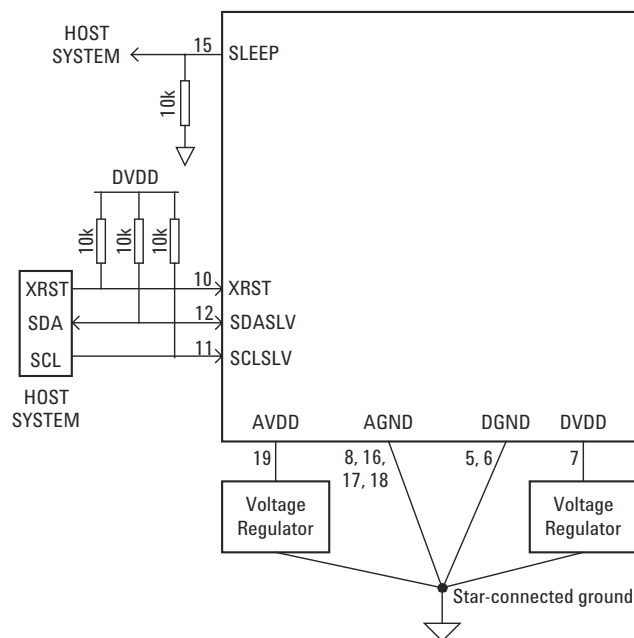 HOST
SYSTEM
15
SLEEP
10k
DVDD
10k
10k
10k
XRST
10
XRST
SDA
12
SDASLV
SCL
11
SCLSLV
HOST
SYSTEM
AVDD
AGND
DGND
DVDD
19
8, 16,
17, 18
5, 6
7
Voltage
Regulator
Voltage
Regulator
Star-connected ground